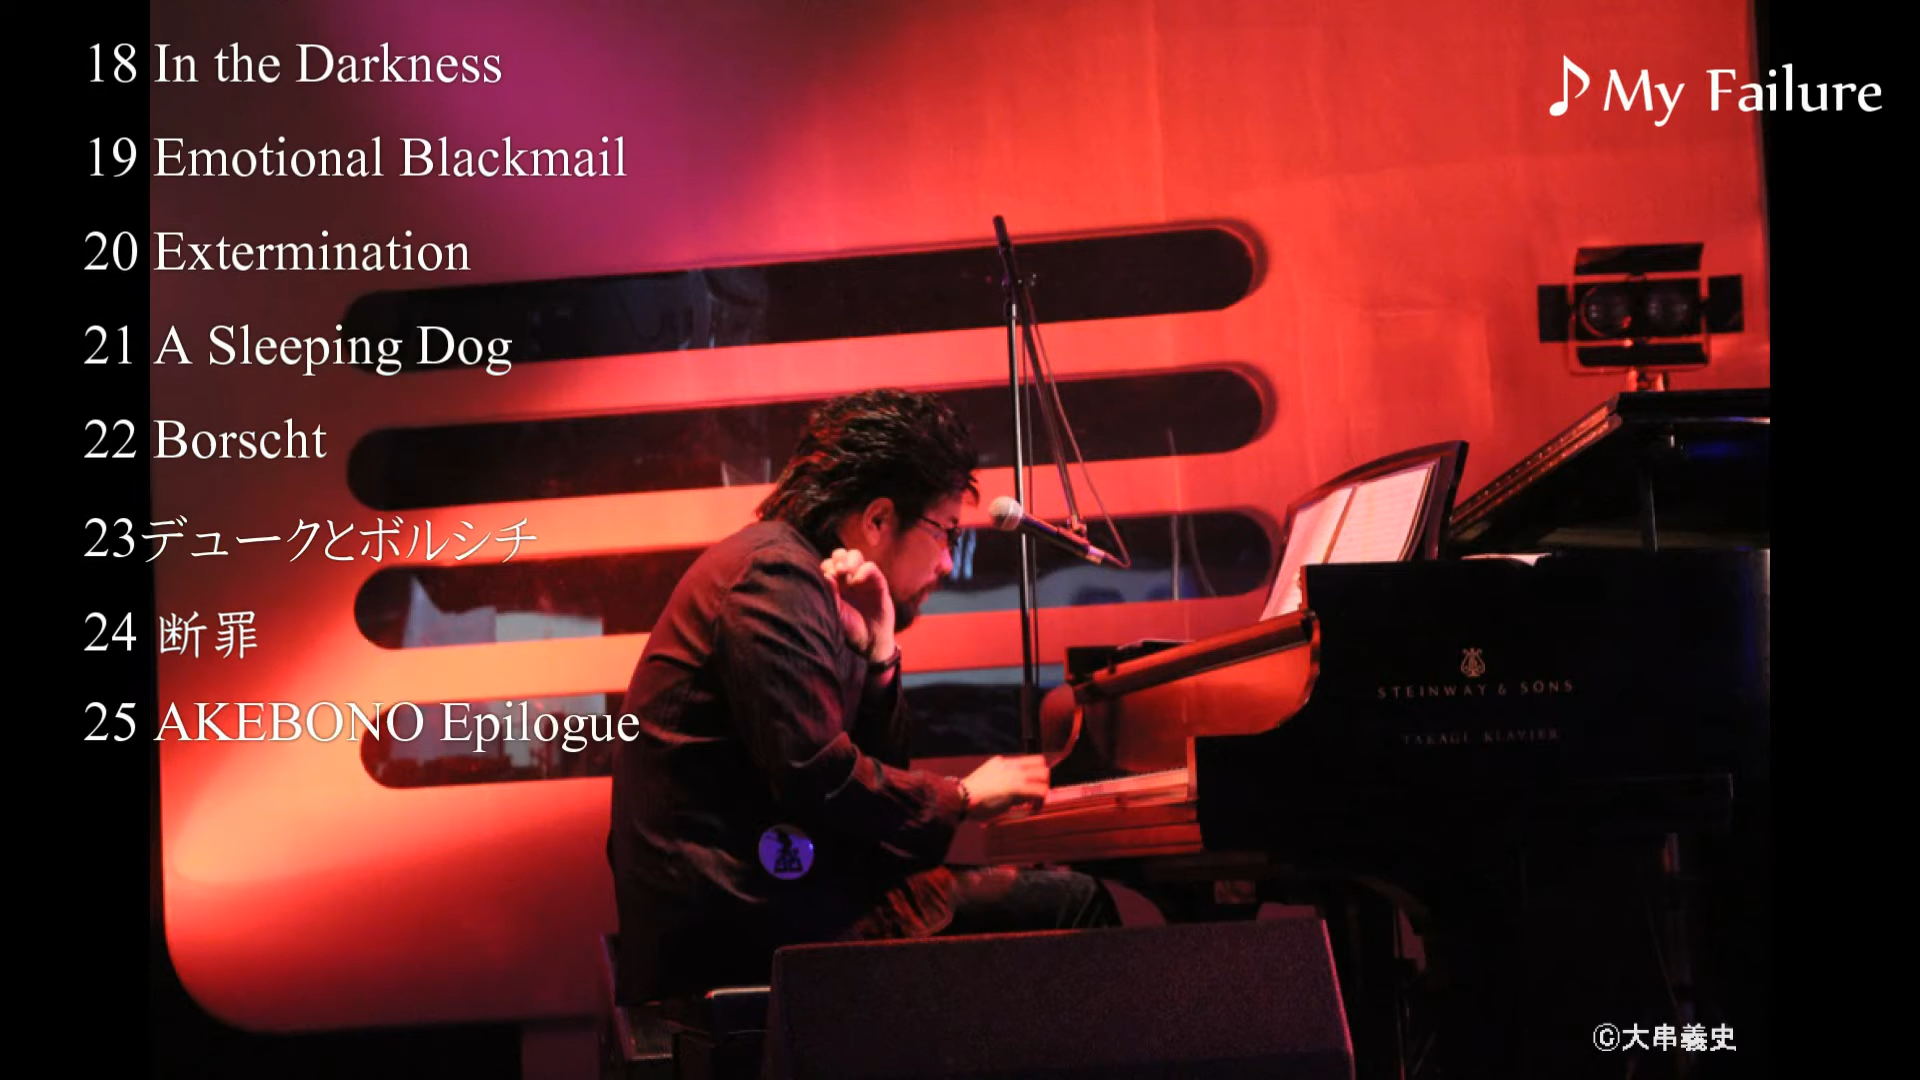 18 In the Darkness
♪My Failure
19 Emotional Blackmail
20 Extermination
21 A Sleeping Dog
22 Borscht
23デュークとボルシチ
24 断罪
25 AKEBONO Epilogue
STEINWAY & SONS
TAKAGI KLAVIER
©大串義史